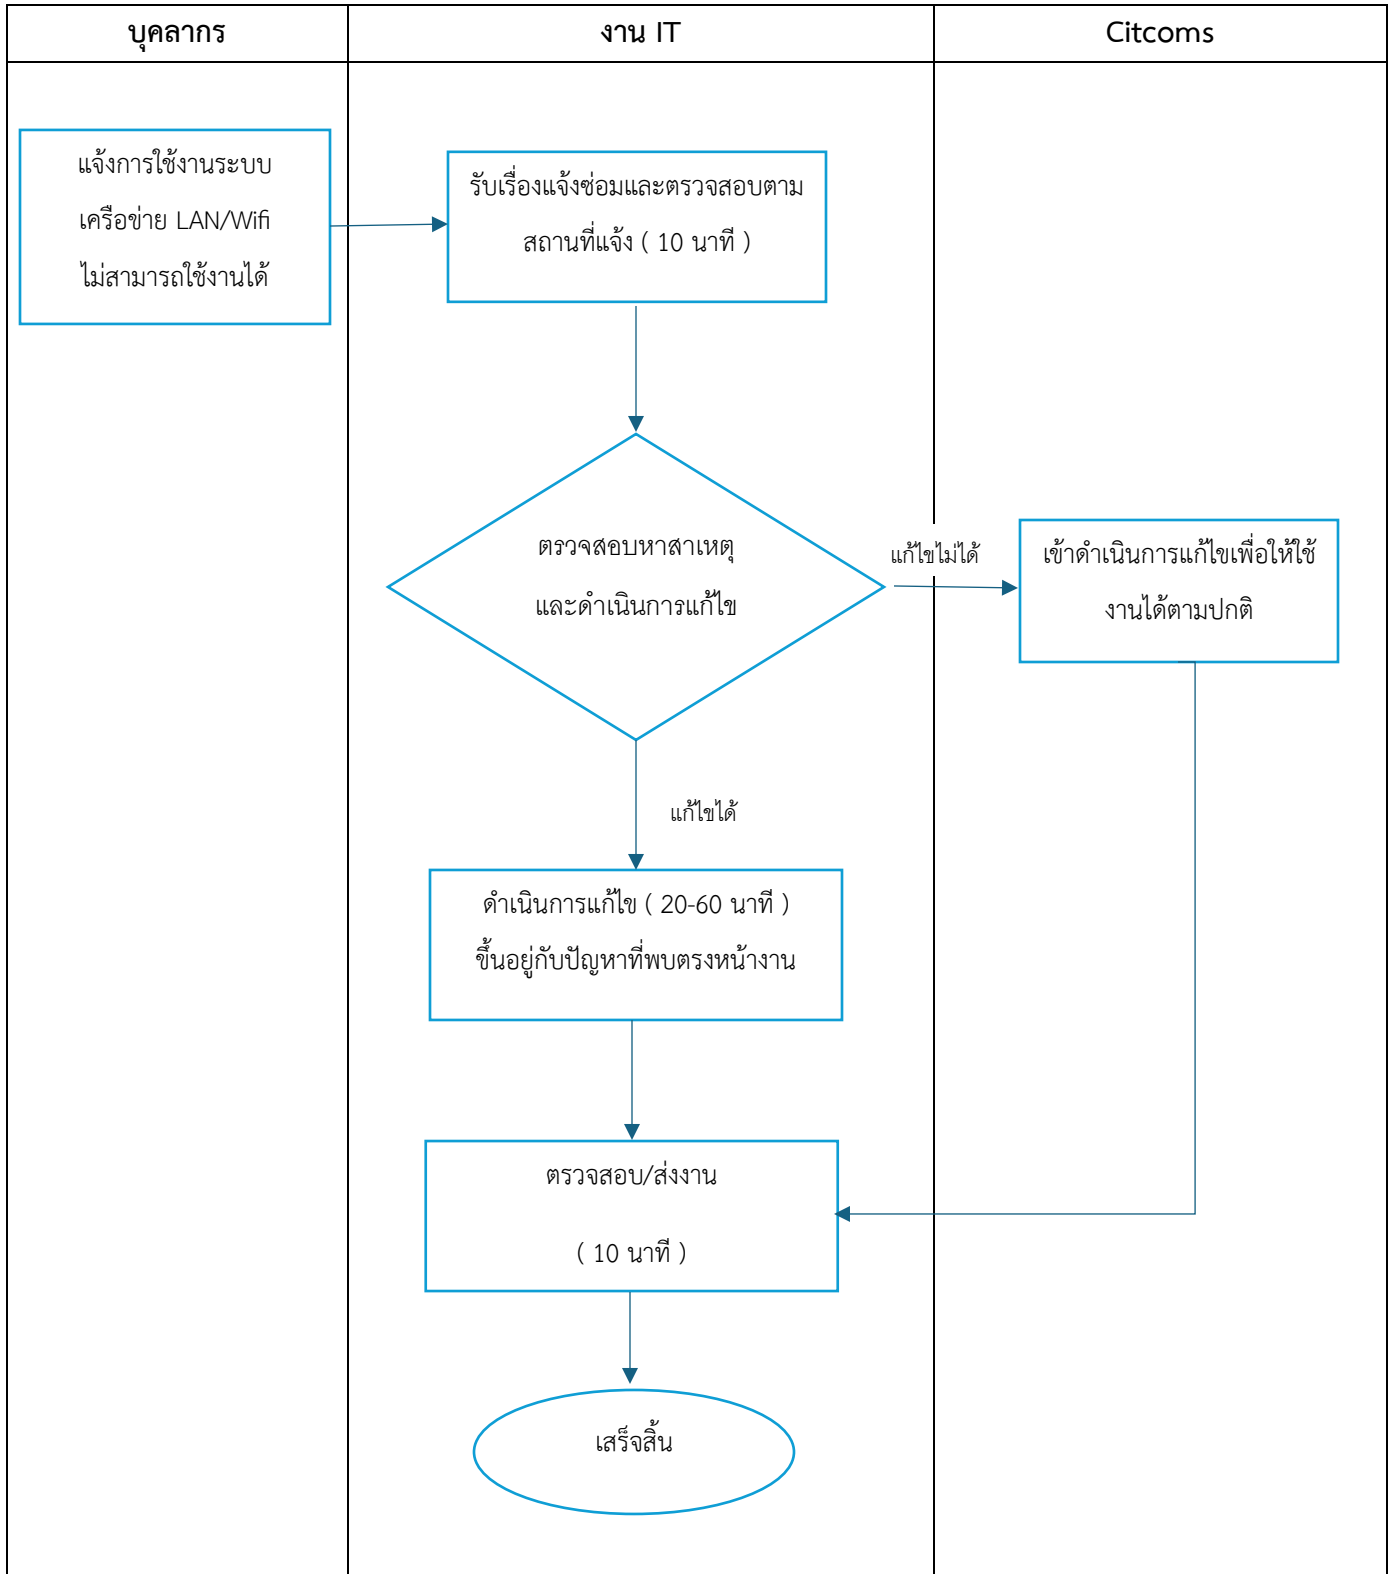 บุคลากร
งาน IT
Citcoms
แจ้งการใช้งานระบบ
เครือข่าย LAN/Wifi
ไม่สามารถใช้งานได้
รับเรื่องแจ้งซ่อมและตรวจสอบตาม
สถานที่แจ้ง ( 10 นาที )
ตรวจสอบหาสาเหตุ
และดำเนินการแก้ไข
แก้ไขไม่ได้
เข้าดำเนินการแก้ไขเพื่อให้ใช้
งานได้ตามปกติ
แก้ไขได้
ดำเนินการแก้ไข ( 20-60 นาที )
ขึ้นอยู่กับปัญหาที่พบตรงหน้างาน
ตรวจสอบ/ส่งงาน
( 10 นาที )
เสร็จสิ้น